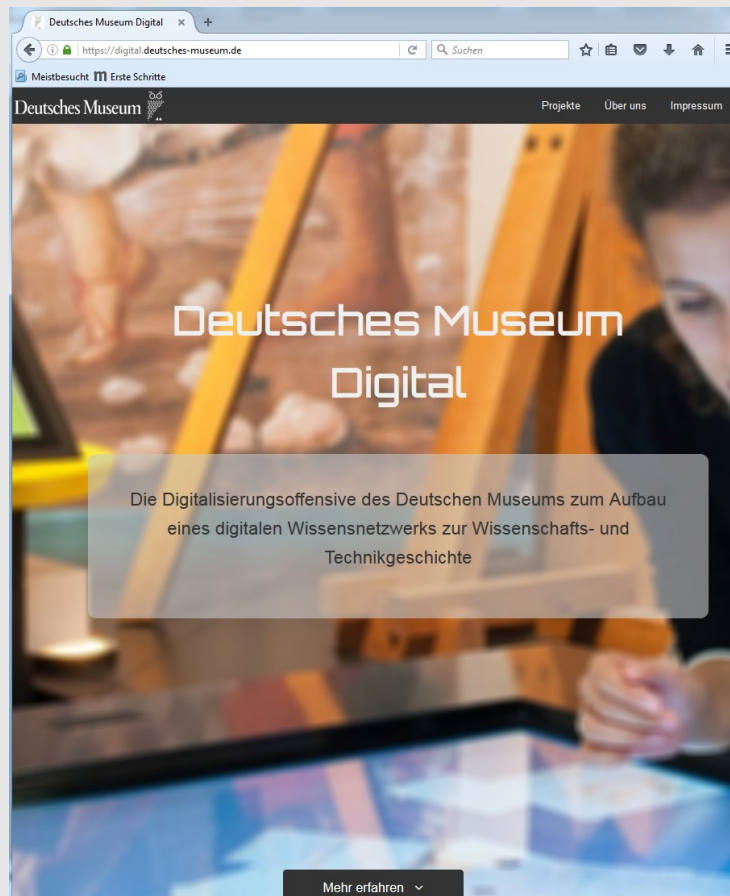 Deutsches Museum Digital × +
https://digital.deutsches-museum.de Suchen
Meistbesucht Erste Schritte
Deutsches Museum Projekte Über uns Impressum
Deutsches Museum
Digital
Die Digitalisierungsoffensive des Deutschen Museums zum Aufbau
eines digitalen Wissensnetzwerks zur Wissenschafts- und
Technikgeschichte
Mehr erfahren